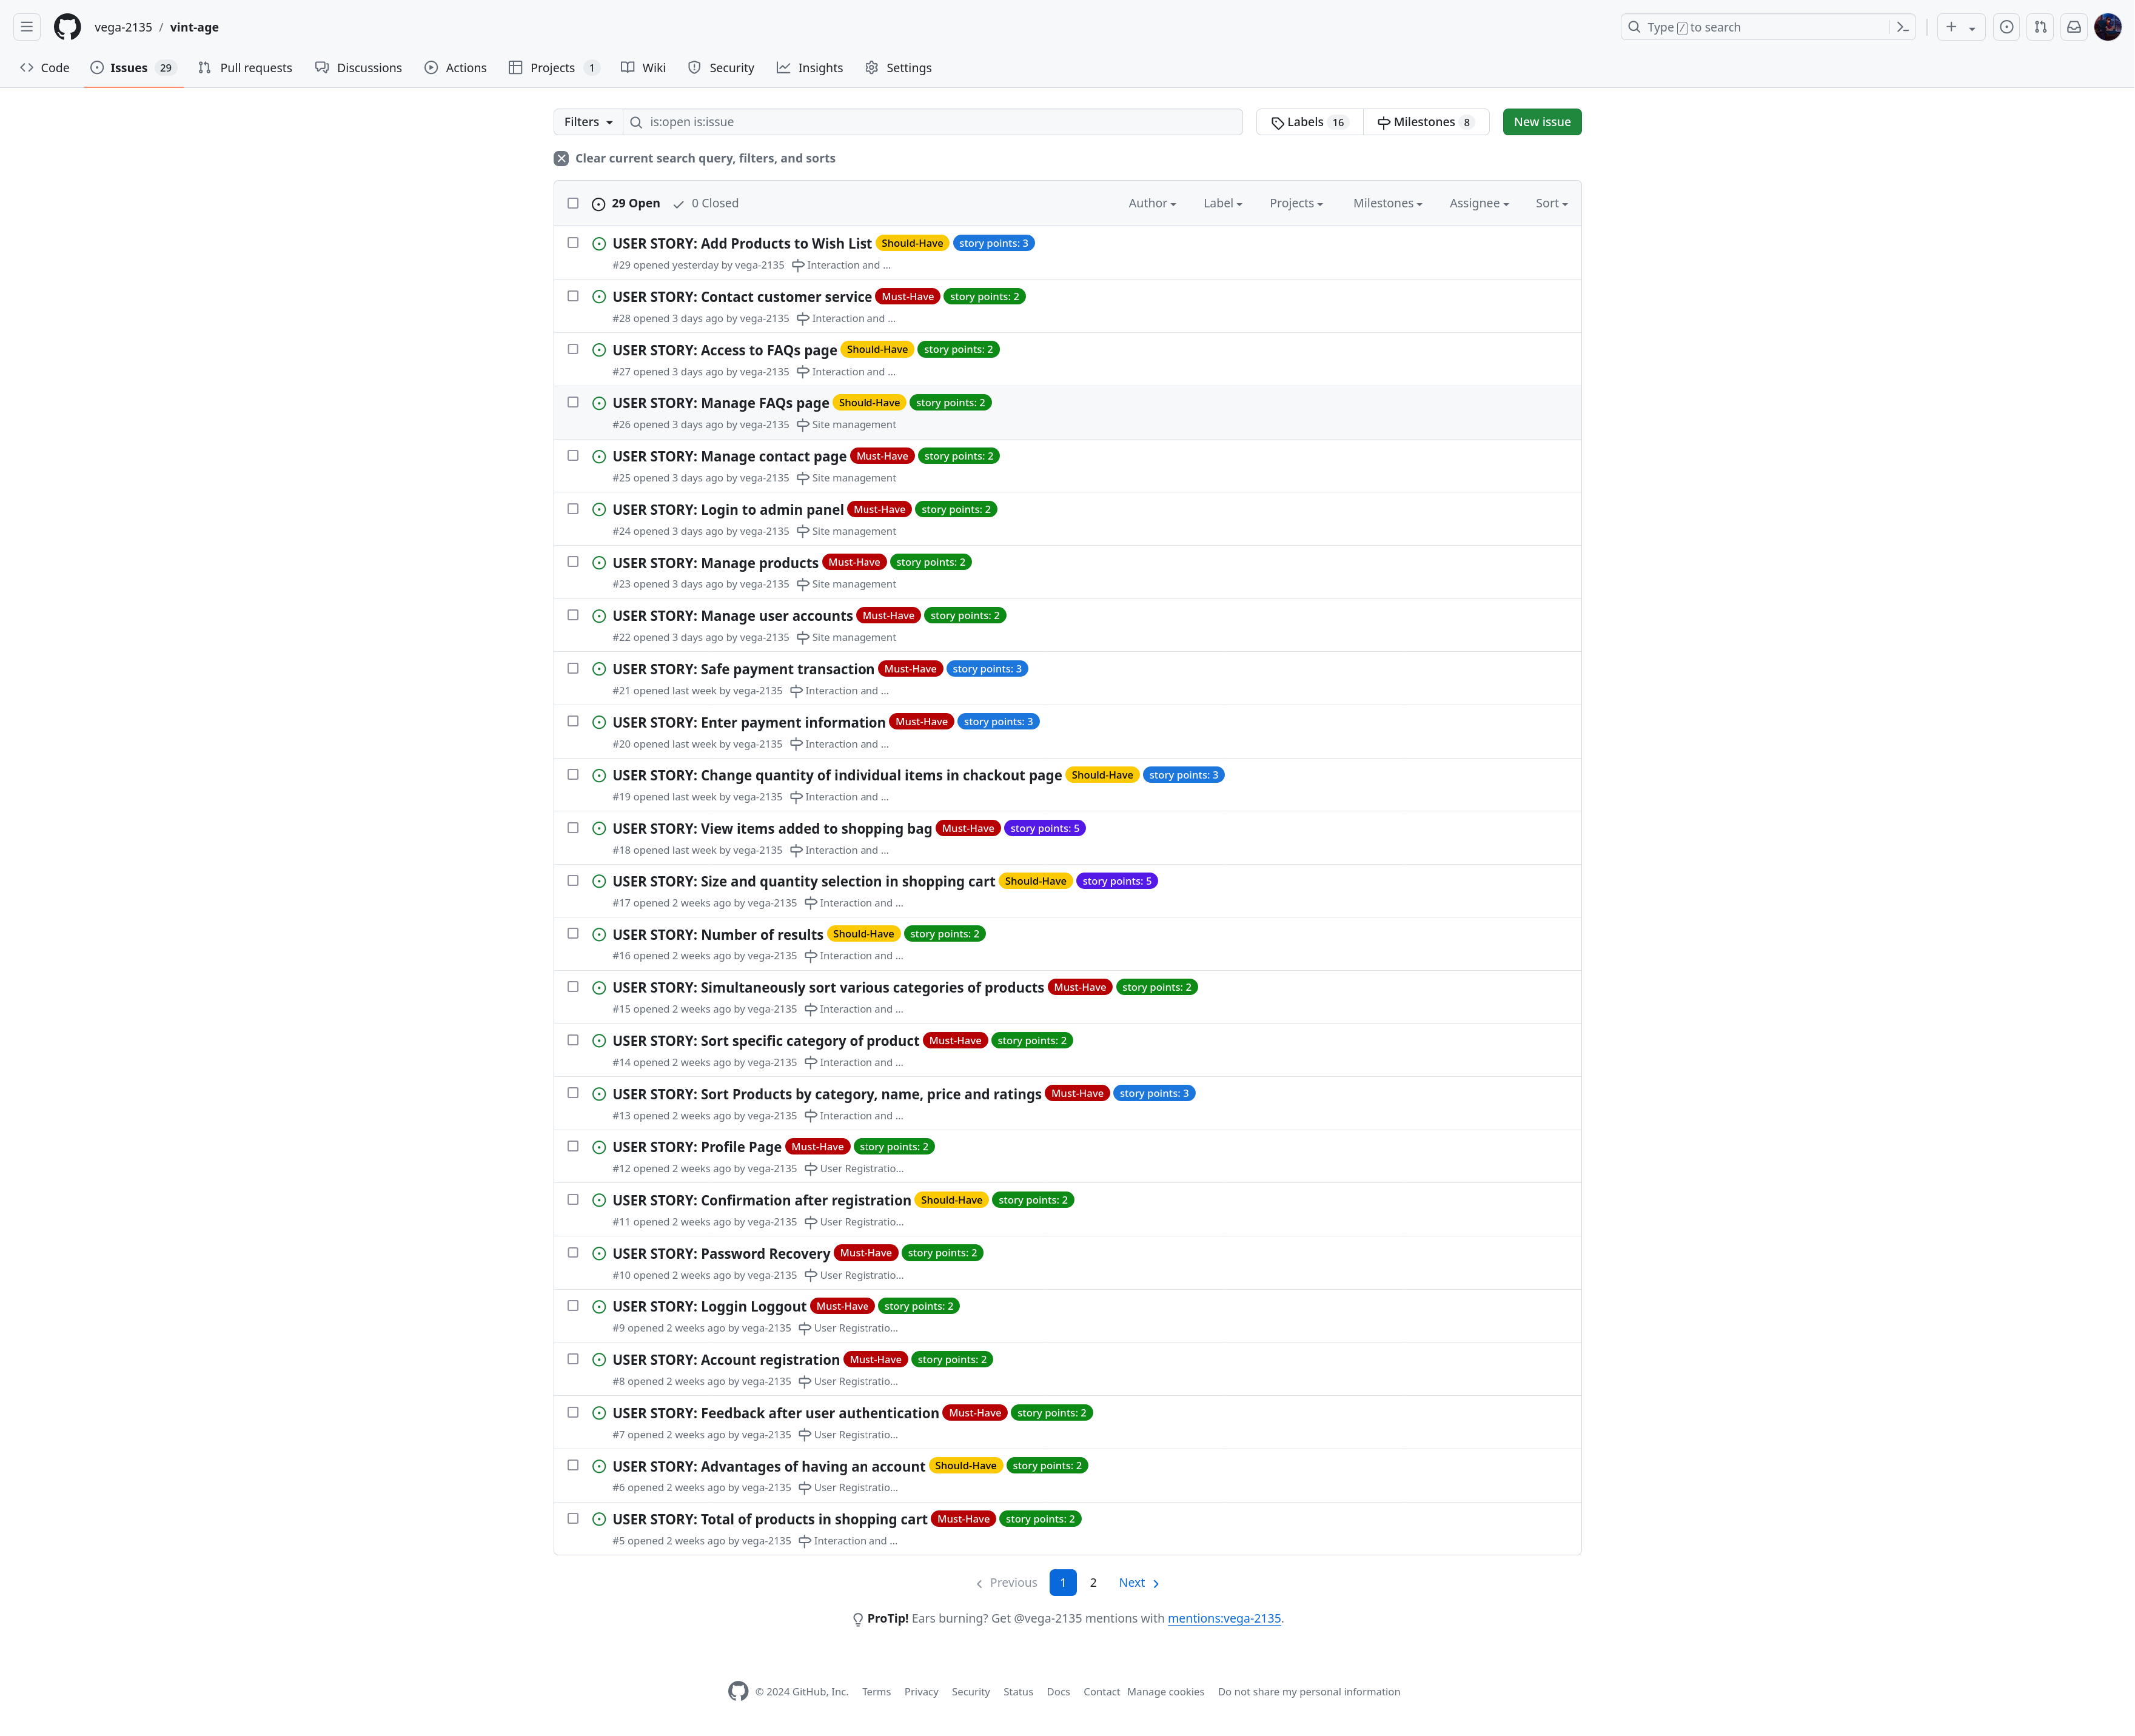 vega-2135 / vint-age
Type / to search
Code Issues 29 Pull requests Discussions Actions Projects 1 Wiki Security Insights Settings
Filters is:open is:issue Labels 16 Milestones 8 New issue
Clear current search query, filters, and sorts
29 Open 0 Closed Author Label Projects Milestones Assignee Sort
USER STORY: Add Products to Wish List Should-Have story points: 3
#29 opened yesterday by vega-2135 Interaction and ...
USER STORY: Contact customer service Must-Have story points: 2
#28 opened 3 days ago by vega-2135 Interaction and ...
USER STORY: Access to FAQs page Should-Have story points: 2
#27 opened 3 days ago by vega-2135 Interaction and ...
USER STORY: Manage FAQs page Should-Have story points: 2
#26 opened 3 days ago by vega-2135 Site management
USER STORY: Manage contact page Must-Have story points: 2
#25 opened 3 days ago by vega-2135 Site management
USER STORY: Login to admin panel Must-Have story points: 2
#24 opened 3 days ago by vega-2135 Site management
USER STORY: Manage products Must-Have story points: 2
#23 opened 3 days ago by vega-2135 Site management
USER STORY: Manage user accounts Must-Have story points: 2
#22 opened 3 days ago by vega-2135 Site management
USER STORY: Safe payment transaction Must-Have story points: 3
#21 opened last week by vega-2135 Interaction and ...
USER STORY: Enter payment information Must-Have story points: 3
#20 opened last week by vega-2135 Interaction and ...
USER STORY: Change quantity of individual items in chackout page Should-Have story points: 3
#19 opened last week by vega-2135 Interaction and ...
USER STORY: View items added to shopping bag Must-Have story points: 5
#18 opened last week by vega-2135 Interaction and ...
USER STORY: Size and quantity selection in shopping cart Should-Have story points: 5
#17 opened 2 weeks ago by vega-2135 Interaction and ...
USER STORY: Number of results Should-Have story points: 2
#16 opened 2 weeks ago by vega-2135 Interaction and ...
USER STORY: Simultaneously sort various categories of products Must-Have story points: 2
#15 opened 2 weeks ago by vega-2135 Interaction and ...
USER STORY: Sort specific category of product Must-Have story points: 2
#14 opened 2 weeks ago by vega-2135 Interaction and ...
USER STORY: Sort Products by category, name, price and ratings Must-Have story points: 3
#13 opened 2 weeks ago by vega-2135 Interaction and ...
USER STORY: Profile Page Must-Have story points: 2
#12 opened 2 weeks ago by vega-2135 User Registratio...
USER STORY: Confirmation after registration Should-Have story points: 2
#11 opened 2 weeks ago by vega-2135 User Registratio...
USER STORY: Password Recovery Must-Have story points: 2
#10 opened 2 weeks ago by vega-2135 User Registratio...
USER STORY: Loggin Loggout Must-Have story points: 2
#9 opened 2 weeks ago by vega-2135 User Registratio...
USER STORY: Account registration Must-Have story points: 2
#8 opened 2 weeks ago by vega-2135 User Registratio...
USER STORY: Feedback after user authentication Must-Have story points: 2
#7 opened 2 weeks ago by vega-2135 User Registratio...
USER STORY: Advantages of having an account Should-Have story points: 2
#6 opened 2 weeks ago by vega-2135 User Registratio...
USER STORY: Total of products in shopping cart Must-Have story points: 2
#5 opened 2 weeks ago by vega-2135 Interaction and ...
Previous 1 2 Next
ProTip! Ears burning? Get @vega-2135 mentions with mentions:vega-2135.
© 2024 GitHub, Inc. Terms Privacy Security Status Docs Contact Manage cookies Do not share my personal information